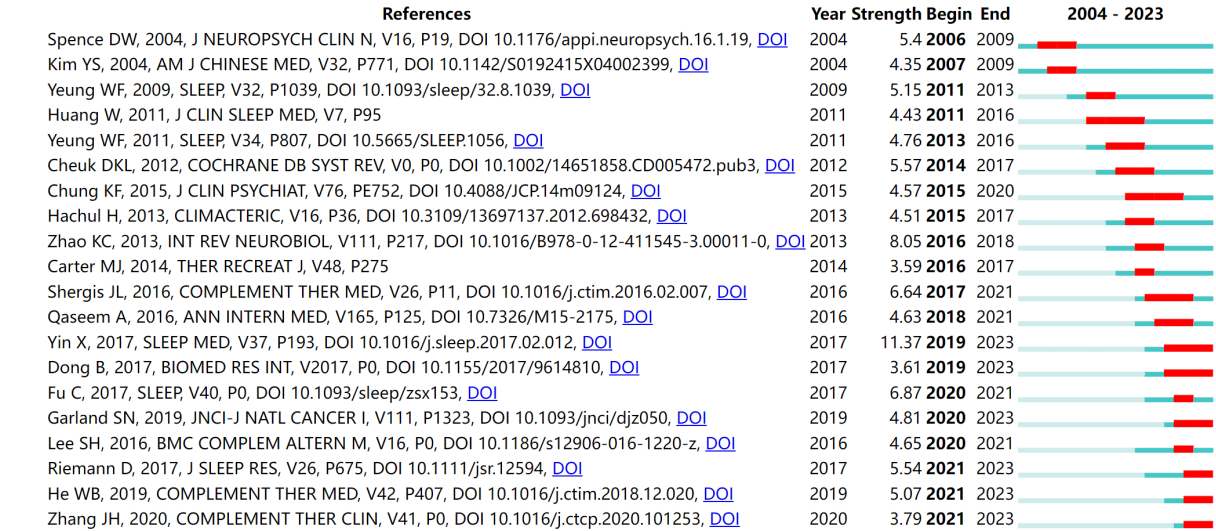 References Year Strength Begin End 2004 - 2023
Spence DW, 2004, J NEUROPSYCH CLIN N, V16, P19, DOI 10.1176/appi.neuropsych.16.1.19, DOI 2004 5.4 2006 2009
Kim YS, 2004, AM J CHINESE MED, V32, P771, DOI 10.1142/S0192415X04002399, DOI 2004 4.35 2007 2009
Yeung WF, 2009, SLEEP, V32, P1039, DOI 10.1093/sleep/32.8.1039, DOI 2009 5.15 2011 2013
Huang W, 2011, J CLIN SLEEP MED, V7, P95 2011 4.43 2011 2016
Yeung WF, 2011, SLEEP, V34, P807, DOI 10.5665/SLEEP.1056, DOI 2011 4.76 2013 2016
Cheuk DKL, 2012, COCHRANE DB SYST REV, V0, P0, DOI 10.1002/14651858.CD005472.pub3, DOI 2012 5.57 2014 2017
Chung KF, 2015, J CLIN PSYCHIAT, V76, PE752, DOI 10.4088/JCP.14m09124, DOI 2015 4.57 2015 2020
Hachul H, 2013, CLIMACTERIC, V16, P36, DOI 10.3109/13697137.2012.698432, DOI 2013 4.51 2015 2017
Zhao KC, 2013, INT REV NEUROBIOL, V111, P217, DOI 10.1016/B978-0-12-411545-3.00011-0, DOI 2013 8.05 2016 2018
Carter MJ, 2014, THER RECREAT J, V48, P275 2014 3.59 2016 2017
Shergis JL, 2016, COMPLEMENT THER MED, V26, P11, DOI 10.1016/j.ctim.2016.02.007, DOI 2016 6.64 2017 2021
Qaseem A, 2016, ANN INTERN MED, V165, P125, DOI 10.7326/M15-2175, DOI 2016 4.63 2018 2021
Yin X, 2017, SLEEP MED, V37, P193, DOI 10.1016/j.sleep.2017.02.012, DOI 2017 11.37 2019 2023
Dong B, 2017, BIOMED RES INT, V2017, P0, DOI 10.1155/2017/9614810, DOI 2017 3.61 2019 2023
Fu C, 2017, SLEEP, V40, P0, DOI 10.1093/sleep/zsx153, DOI 2017 6.87 2020 2021
Garland SN, 2019, JNCI-J NATL CANCER I, V111, P1323, DOI 10.1093/jnci/djz050, DOI 2019 4.81 2020 2023
Lee SH, 2016, BMC COMPLEM ALTERN M, V16, P0, DOI 10.1186/s12906-016-1220-z, DOI 2016 4.65 2020 2021
Riemann D, 2017, J SLEEP RES, V26, P675, DOI 10.1111/jsr.12594, DOI 2017 5.54 2021 2023
He WB, 2019, COMPLEMENT THER MED, V42, P407, DOI 10.1016/j.ctim.2018.12.020, DOI 2019 5.07 2021 2023
Zhang JH, 2020, COMPLEMENT THER CLIN, V41, P0, DOI 10.1016/j.ctcp.2020.101253, DOI 2020 3.79 2021 2023